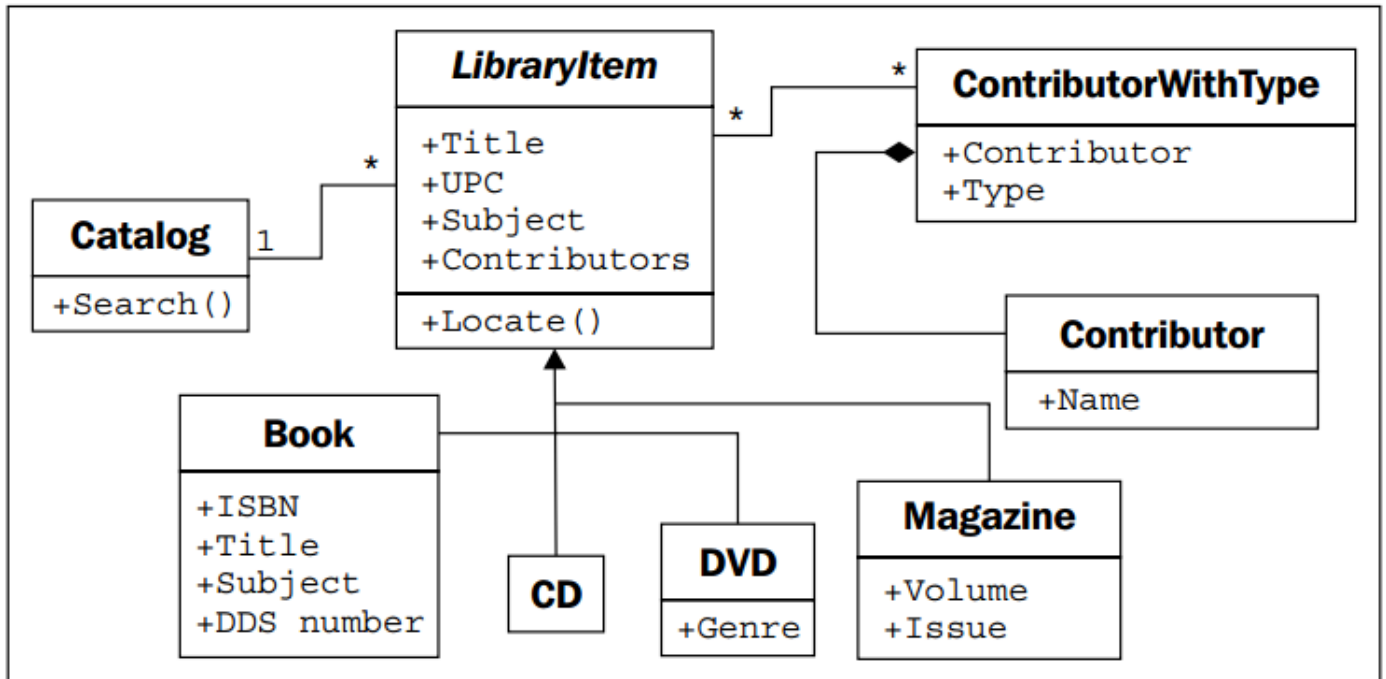 LibraryItem
+Title
+UPC
+Subject
+Contributors
+Locate()
*
*
ContributorWithType
+Contributor
+Type
*
1
Catalog
+Search()
Contributor
+Name
Book
+ISBN
+Title
+Subject
+DDS number
CD
DVD
+Genre
Magazine
+Volume
+Issue